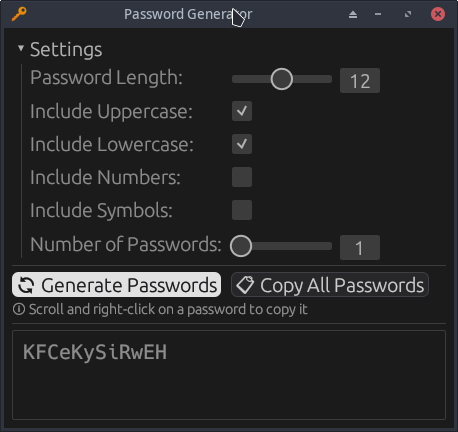 Password Generator
Settings
Password Length: 12
Include Uppercase:
Include Lowercase:
Include Numbers:
Include Symbols:
Number of Passwords: 1
Generate Passwords Copy All Passwords
Scroll and right-click on a password to copy it
KFCeKySiRwEH